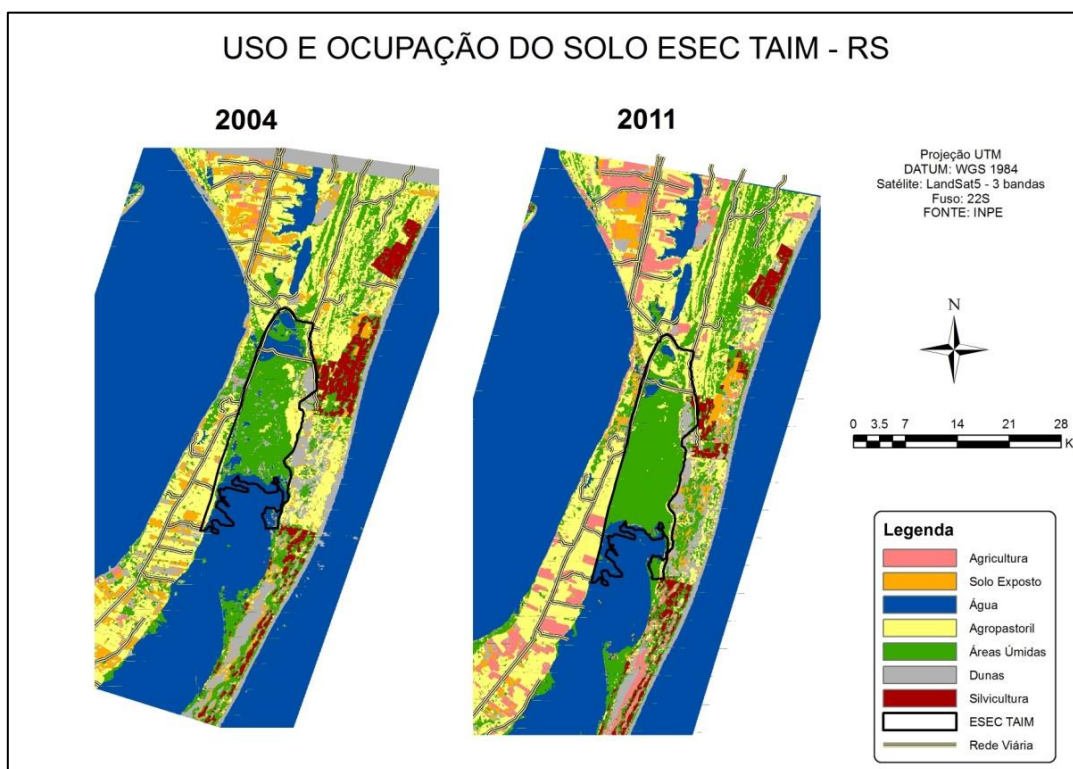 USO E OCUPAÇÃO DO SOLO ESEC TAIM - RS
2004
2011
Projeção UTM
DATUM: WGS 1984
Satélite: LandSat5 - 3 bandas
Fuso: 22S
FONTE: INPE
N
0 3.5 7 14 21 28
K
Legenda
Agricultura
Solo Exposto
Água
Agropastoril
Áreas Úmidas
Dunas
Silvicultura
ESEC TAIM
Rede Viária